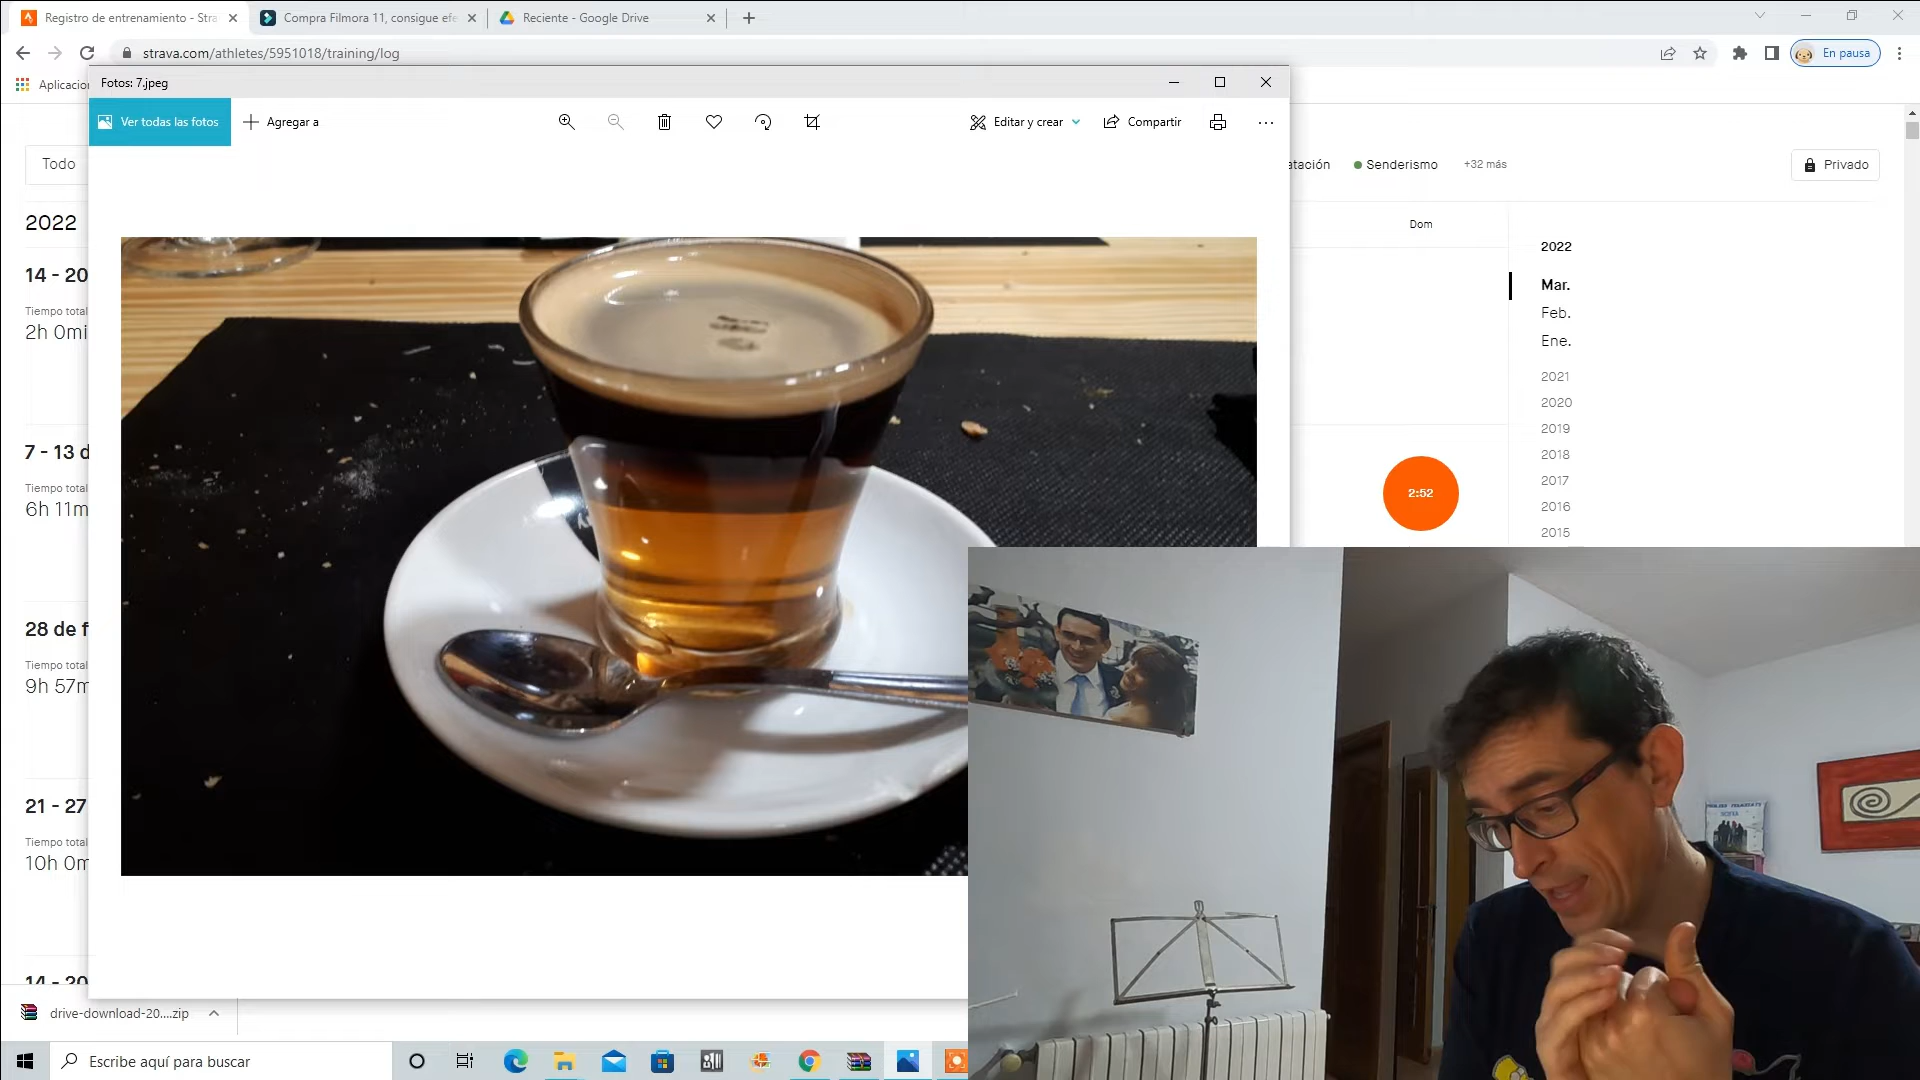 Registro de entrenamiento - Stra
Compra Filmora 11, consigue efe
Reciente - Google Drive
strava.com/athletes/5951018/training/log
En pausa
Aplicacion
Fotos: 7.jpeg
Ver todas las fotos
Agregar a
Editar y crear
Compartir
Todo
atación
Senderismo
+32 más
Privado
2022
Dom
2022
14 - 20
Tiempo total
2h 0mi
Mar.
Feb.
Ene.
2021
2020
2019
2018
2017
2016
2015
7 - 13 d
Tiempo total
6h 11m
2:52
28 de f
Tiempo total
9h 57m
21 - 27
Tiempo total
10h 0m
14 - 20
drive-download-20....zip
Escribe aquí para buscar